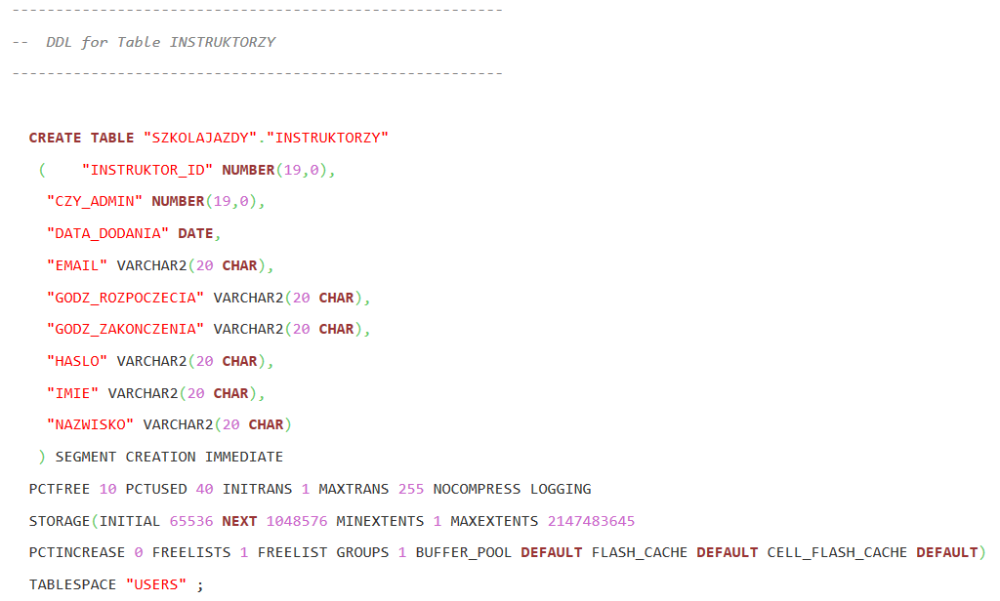 --------------------------------------------------------
--  DDL for Table INSTRUKTORZY
--------------------------------------------------------
CREATE TABLE "SZKOLAJAZDY"."INSTRUKTORZY"
(    "INSTRUKTOR_ID" NUMBER(19,0),
"CZY_ADMIN" NUMBER(19,0),
"DATA_DODANIA" DATE,
"EMAIL" VARCHAR2(20 CHAR),
"GODZ_ROZPOCZECIA" VARCHAR2(20 CHAR),
"GODZ_ZAKONCZENIA" VARCHAR2(20 CHAR),
"HASLO" VARCHAR2(20 CHAR),
"IMIE" VARCHAR2(20 CHAR),
"NAZWISKO" VARCHAR2(20 CHAR)
) SEGMENT CREATION IMMEDIATE
PCTFREE 10 PCTUSED 40 INITRANS 1 MAXTRANS 255 NOCOMPRESS LOGGING
STORAGE(INITIAL 65536 NEXT 1048576 MINEXTENTS 1 MAXEXTENTS 2147483645
PCTINCREASE 0 FREELISTS 1 FREELIST GROUPS 1 BUFFER_POOL DEFAULT FLASH_CACHE DEFAULT CELL_FLASH_CACHE DEFAULT)
TABLESPACE "USERS" ;